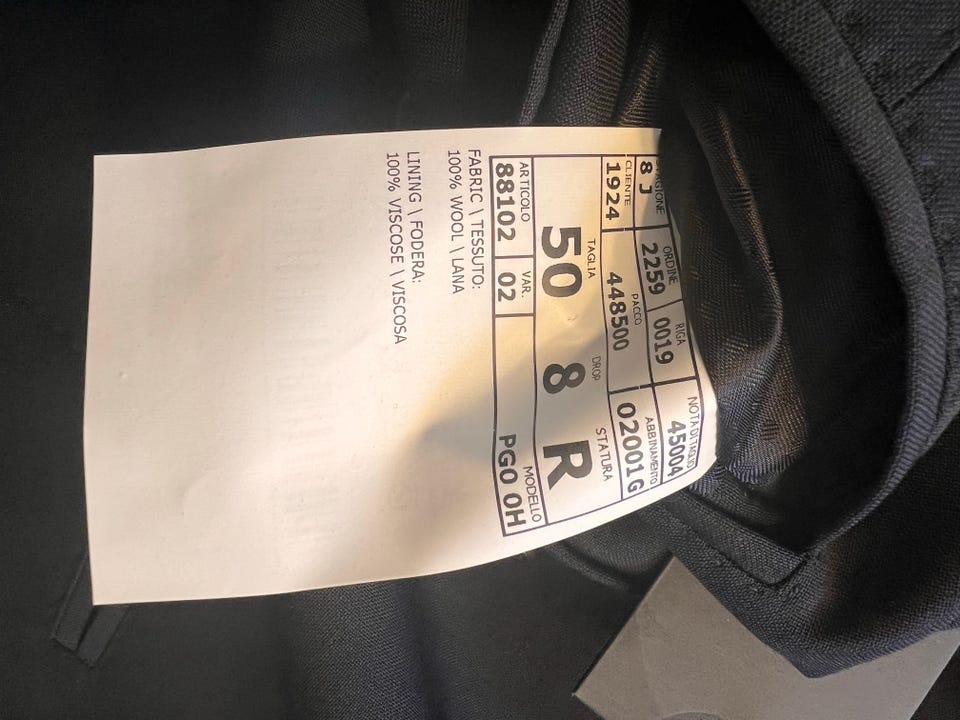 STAGIONE ORDINE RIGA NOTA DI TAGLIO
8 J 2259 0019 45004
CLIENTE PACCO ABBINAMENTO
1924 448500 02001G
TAGLIA DROP STATURA
50 8 R
ARTICOLO VAR. MODELLO
88102 02 PGO 0H
FABRIC \ TESSUTO:
100% WOOL \ LANA
LINING \ FODERA:
100% VISCOSE \ VISCOSA